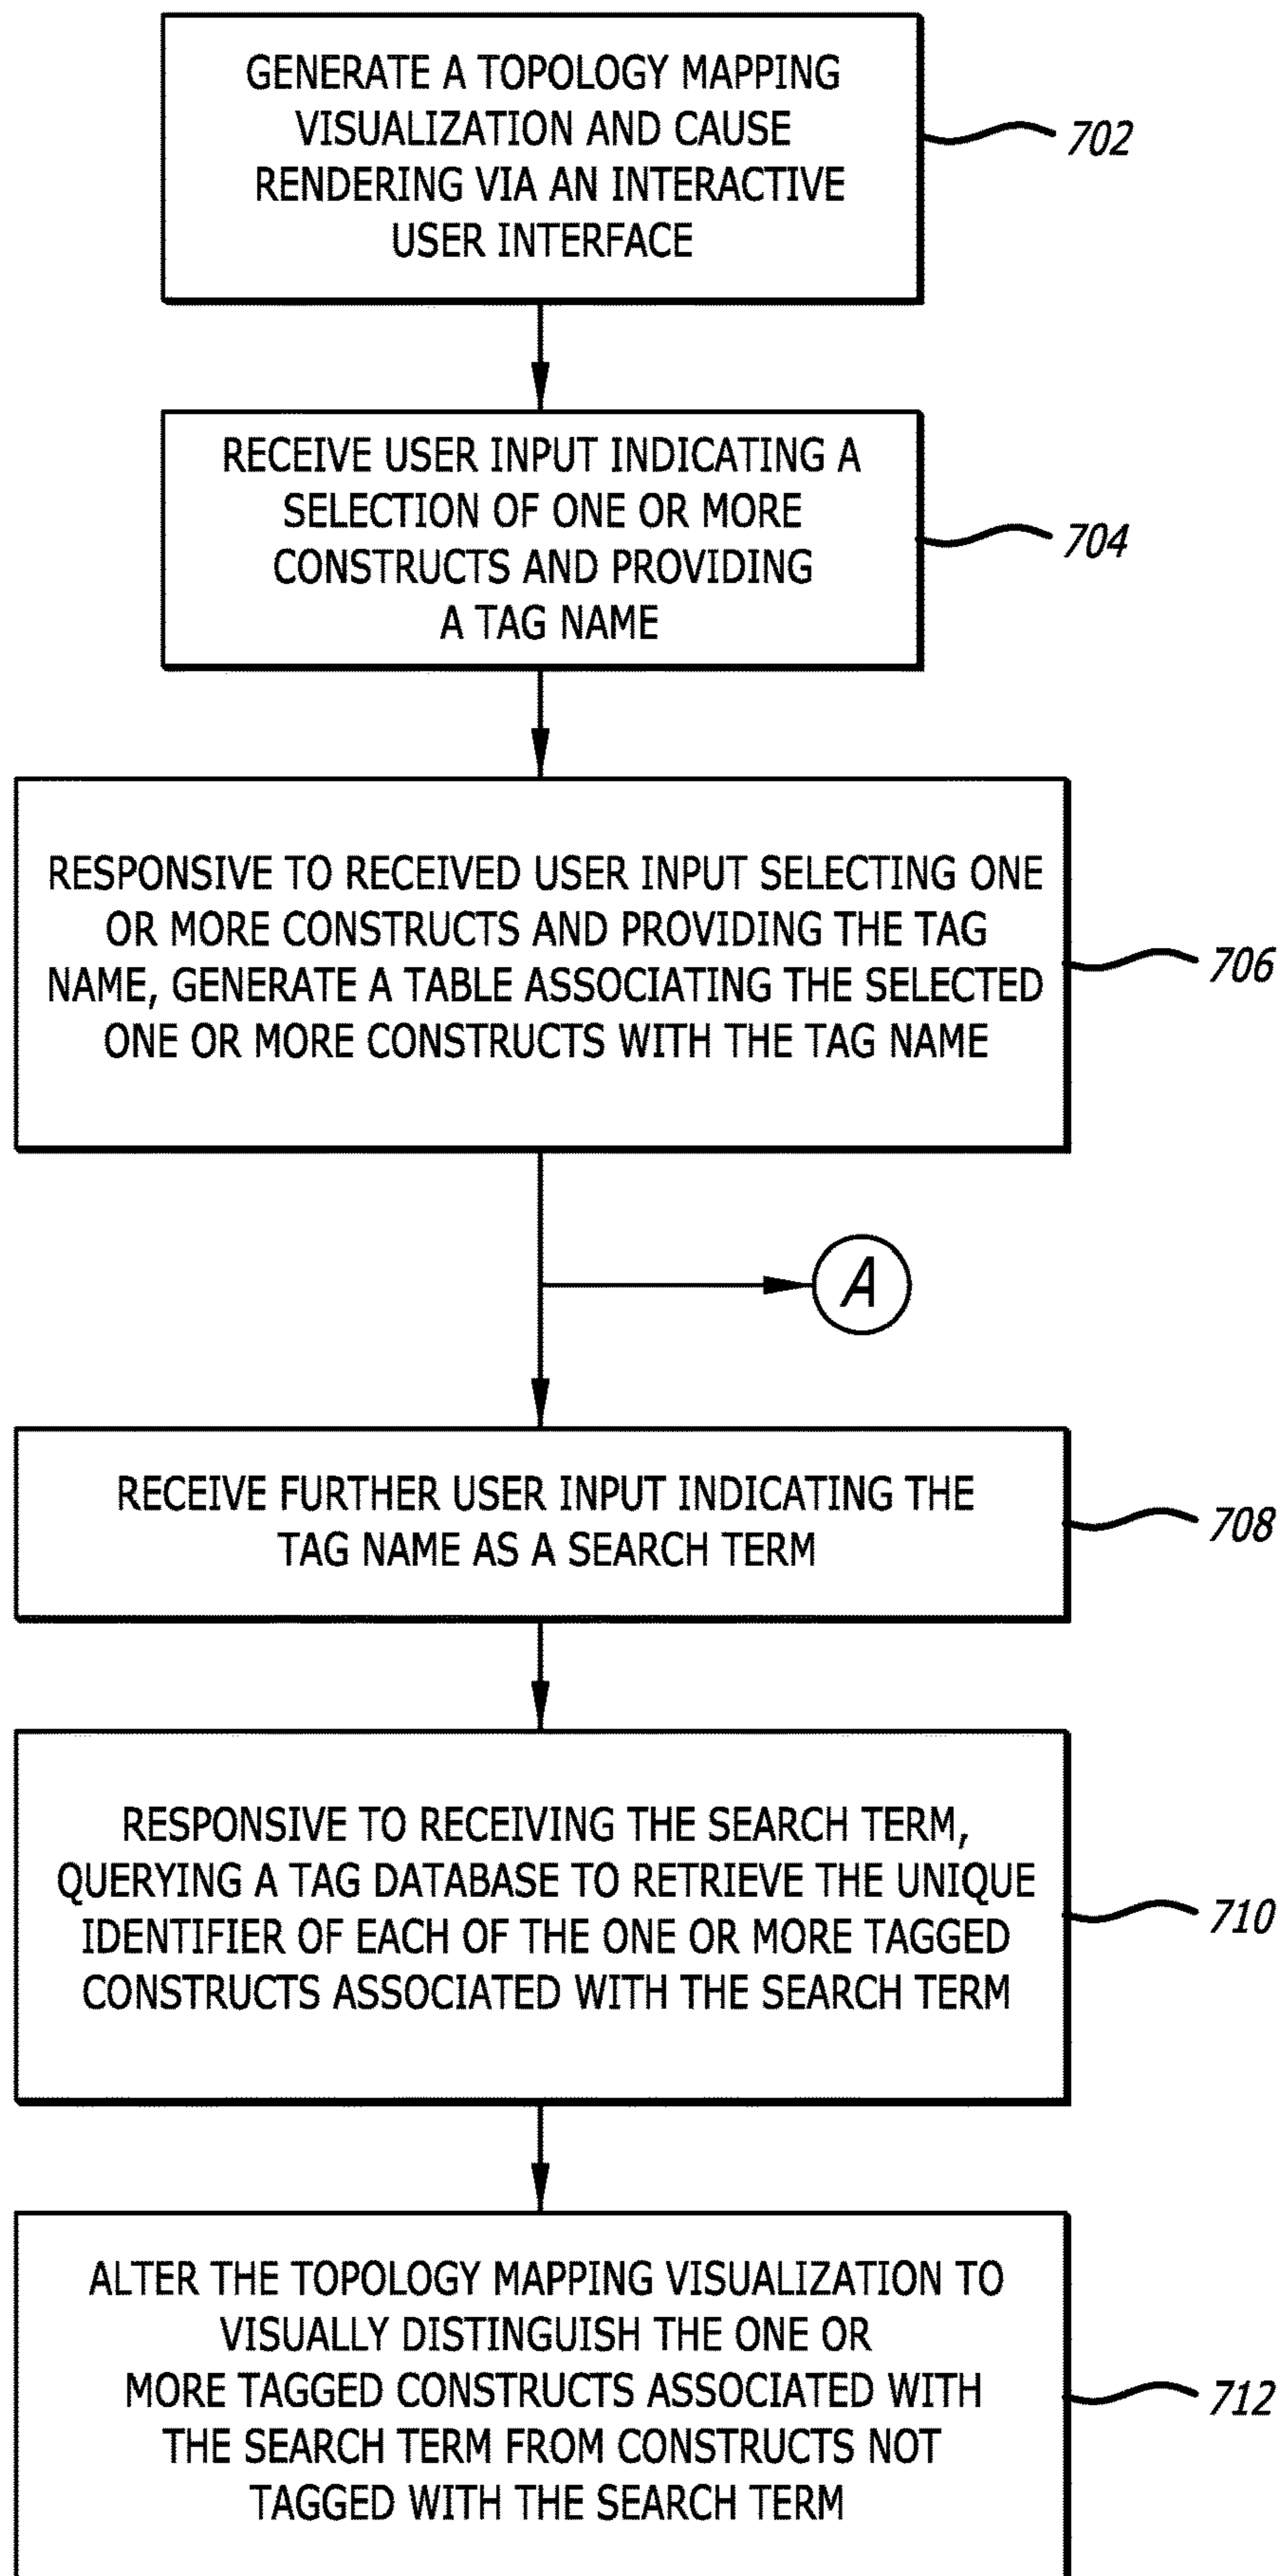 GENERATE A TOPOLOGY MAPPING
VISUALIZATION AND CAUSE
RENDERING VIA AN INTERACTIVE
USER INTERFACE
702
RECEIVE USER INPUT INDICATING A
SELECTION OF ONE OR MORE
CONSTRUCTS AND PROVIDING
A TAG NAME
704
RESPONSIVE TO RECEIVED USER INPUT SELECTING ONE
OR MORE CONSTRUCTS AND PROVIDING THE TAG
NAME, GENERATE A TABLE ASSOCIATING THE SELECTED
ONE OR MORE CONSTRUCTS WITH THE TAG NAME
706
A
RECEIVE FURTHER USER INPUT INDICATING THE
TAG NAME AS A SEARCH TERM
708
RESPONSIVE TO RECEIVING THE SEARCH TERM,
QUERYING A TAG DATABASE TO RETRIEVE THE UNIQUE
IDENTIFIER OF EACH OF THE ONE OR MORE TAGGED
CONSTRUCTS ASSOCIATED WITH THE SEARCH TERM
710
ALTER THE TOPOLOGY MAPPING VISUALIZATION TO
VISUALLY DISTINGUISH THE ONE OR
MORE TAGGED CONSTRUCTS ASSOCIATED WITH
THE SEARCH TERM FROM CONSTRUCTS NOT
TAGGED WITH THE SEARCH TERM
712